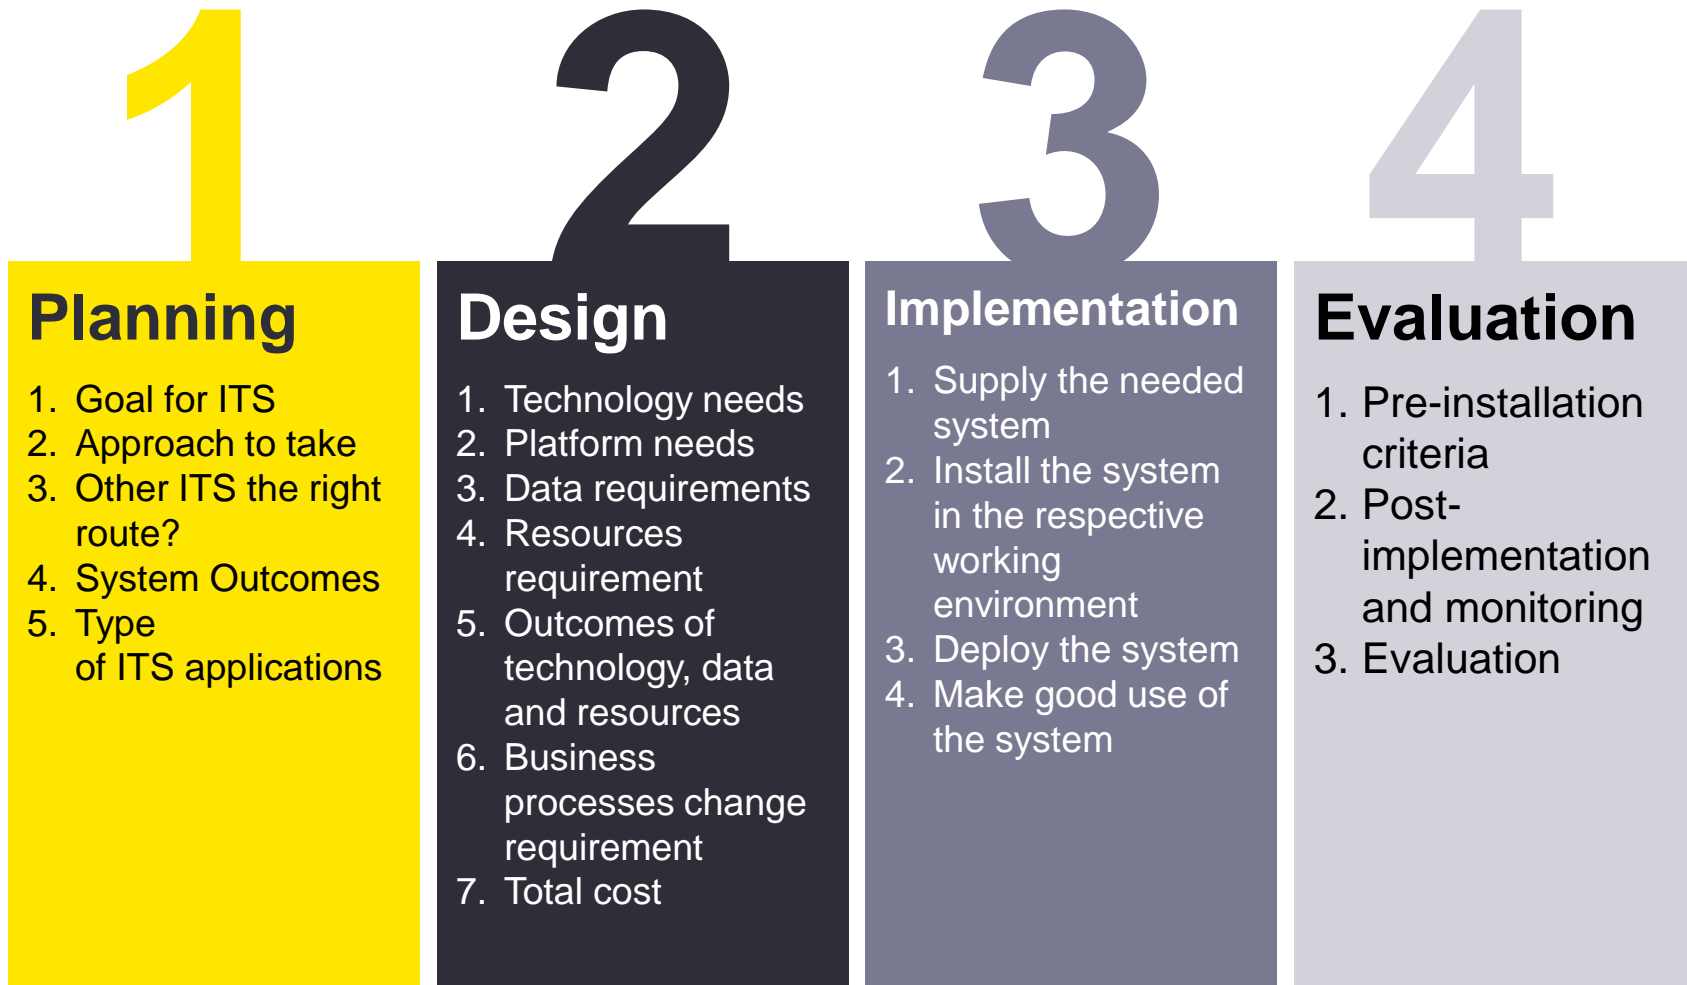 1
Planning
1. Goal for ITS
2. Approach to take
3. Other ITS the right
route?
4. System Outcomes
5. Type
of ITS applications
2
Design
1. Technology needs
2. Platform needs
3. Data requirements
4. Resources
requirement
5. Outcomes of
technology, data
and resources
6. Business
processes change
requirement
7. Total cost
3
Implementation
1. Supply the needed
system
2. Install the system
in the respective
working
environment
3. Deploy the system
4. Make good use of
the system
4
Evaluation
1. Pre-installation
criteria
2. Post-
implementation
and monitoring
3. Evaluation